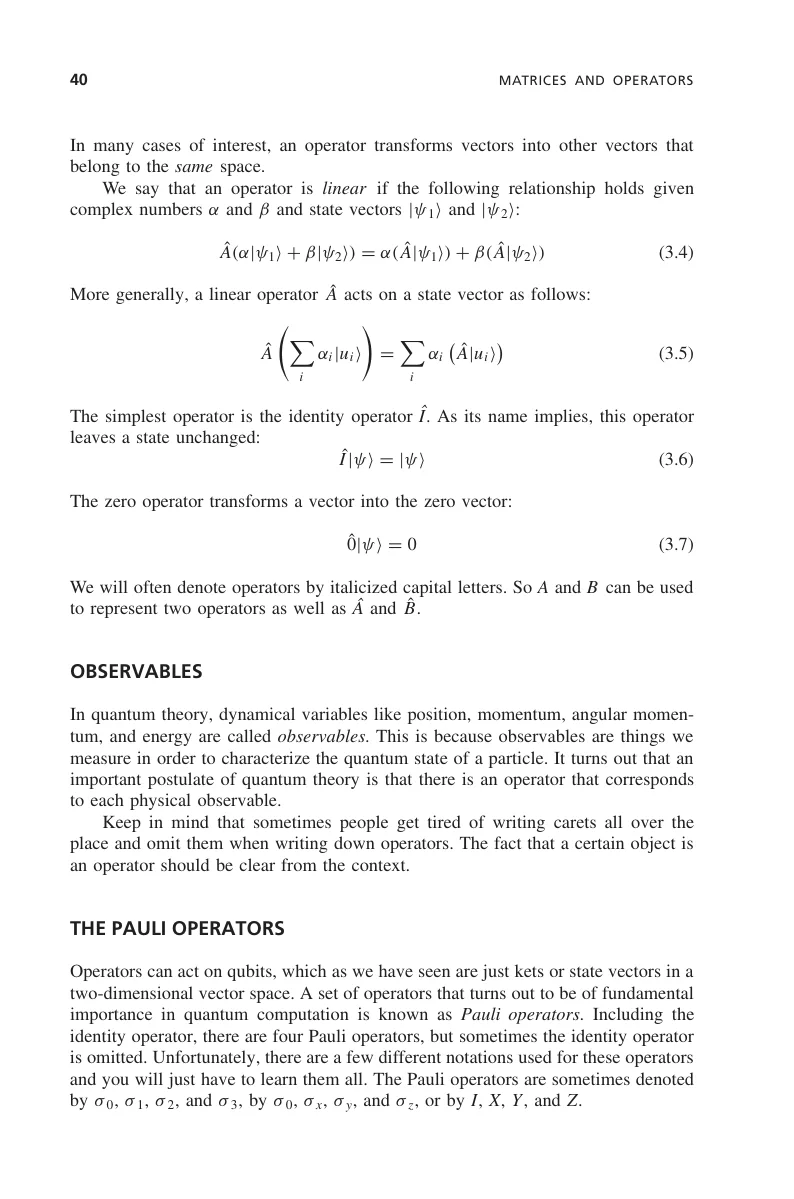 40 MATRICES AND OPERATORS
In many cases of interest, an operator transforms vectors into other vectors that
belong to the same space.
We say that an operator is linear if the following relationship holds given
complex numbers α and β and state vectors |ψ₁⟩ and |ψ₂⟩:
Â(α|ψ₁⟩ + β|ψ₂⟩) = α(Â|ψ₁⟩) + β(Â|ψ₂⟩) (3.4)
More generally, a linear operator Â acts on a state vector as follows:
Â (∑ᵢ αᵢ|uᵢ⟩) = ∑ᵢ αᵢ (Â|uᵢ⟩) (3.5)
The simplest operator is the identity operator Î. As its name implies, this operator
leaves a state unchanged:
Î|ψ⟩ = |ψ⟩ (3.6)
The zero operator transforms a vector into the zero vector:
0̂|ψ⟩ = 0 (3.7)
We will often denote operators by italicized capital letters. So A and B can be used
to represent two operators as well as Â and B̂.
OBSERVABLES
In quantum theory, dynamical variables like position, momentum, angular momen-
tum, and energy are called observables. This is because observables are things we
measure in order to characterize the quantum state of a particle. It turns out that an
important postulate of quantum theory is that there is an operator that corresponds
to each physical observable.
Keep in mind that sometimes people get tired of writing carets all over the
place and omit them when writing down operators. The fact that a certain object is
an operator should be clear from the context.
THE PAULI OPERATORS
Operators can act on qubits, which as we have seen are just kets or state vectors in a
two-dimensional vector space. A set of operators that turns out to be of fundamental
importance in quantum computation is known as Pauli operators. Including the
identity operator, there are four Pauli operators, but sometimes the identity operator
is omitted. Unfortunately, there are a few different notations used for these operators
and you will just have to learn them all. The Pauli operators are sometimes denoted
by σ₀, σ₁, σ₂, and σ₃, by σ₀, σₓ, σ_y, and σ_z, or by I, X, Y, and Z.